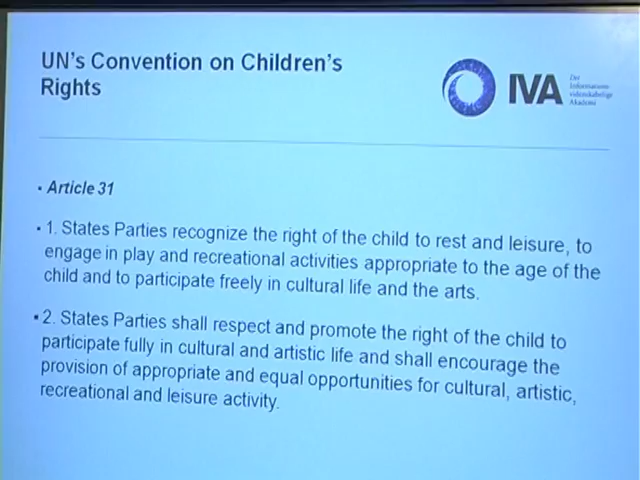 UN's Convention on Children's
Rights
IVA
Det
Informations-
videnskabelige
Akademi
• Article 31
• 1. States Parties recognize the right of the child to rest and leisure, to
engage in play and recreational activities appropriate to the age of the
child and to participate freely in cultural life and the arts.
• 2. States Parties shall respect and promote the right of the child to
participate fully in cultural and artistic life and shall encourage the
provision of appropriate and equal opportunities for cultural, artistic,
recreational and leisure activity.